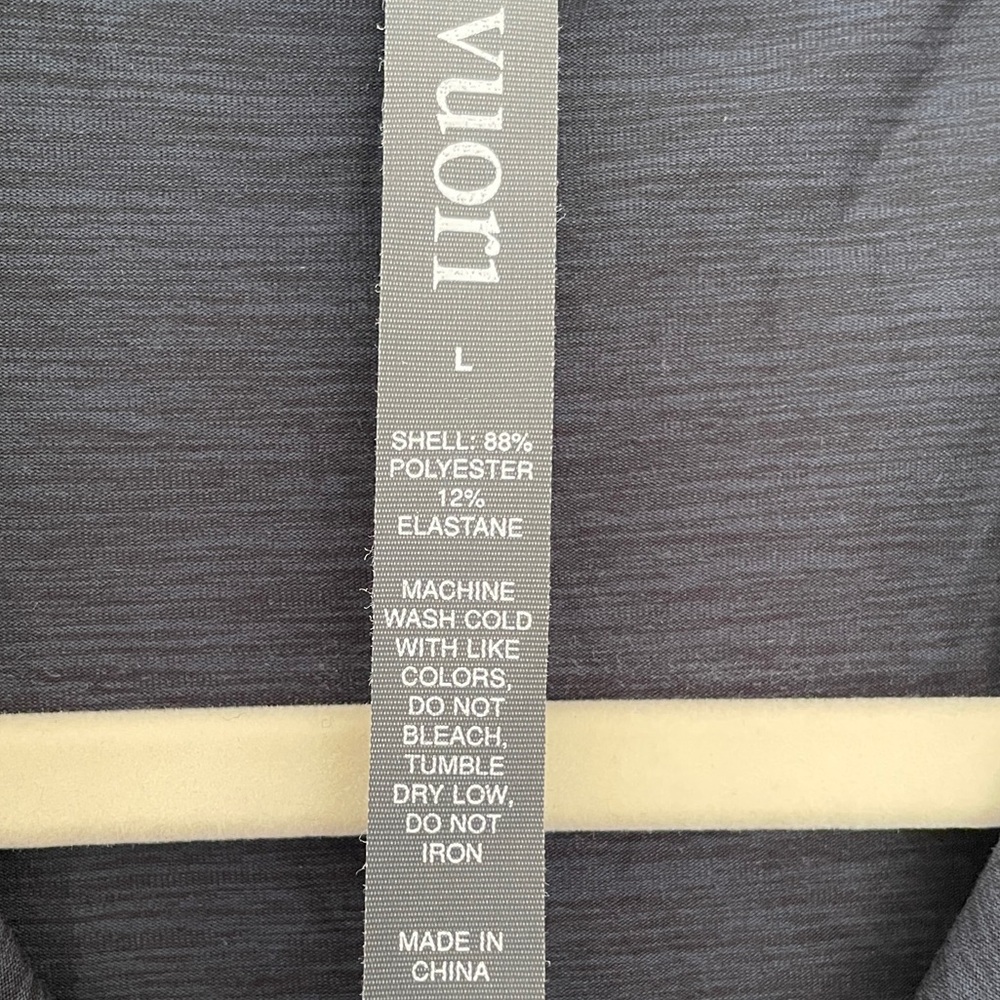 vuori
L
SHELL: 88%
POLYESTER
12%
ELASTANE
MACHINE
WASH COLD
WITH LIKE
COLORS,
DO NOT
BLEACH,
TUMBLE
DRY LOW,
DO NOT
IRON
MADE IN
CHINA